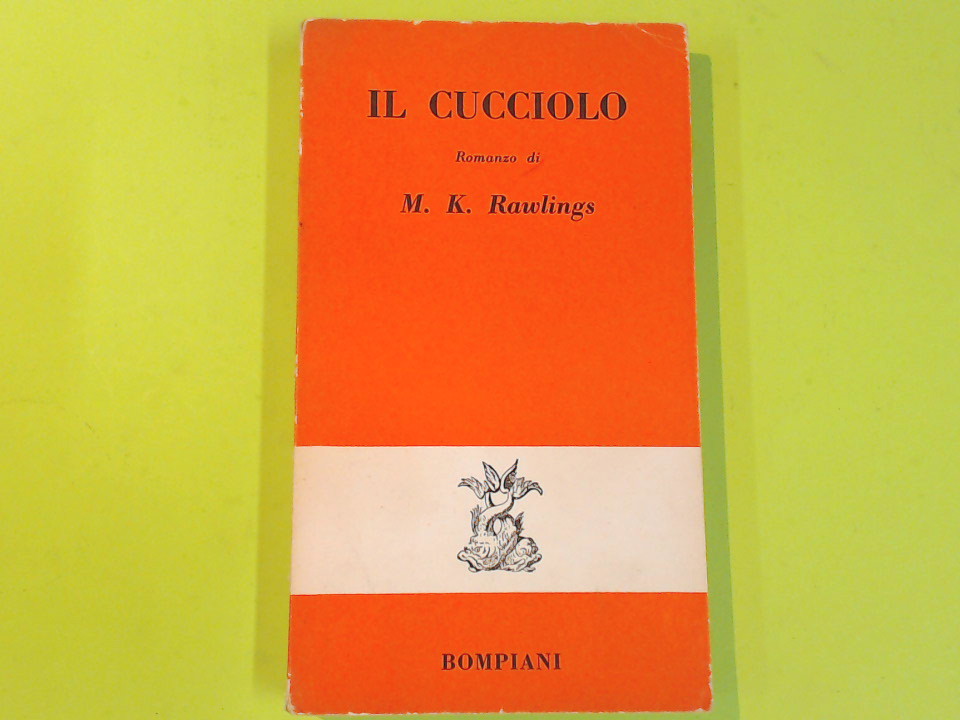 IL CUCCIOLO
Romanzo di
M. K. Rawlings
BOMPIANI